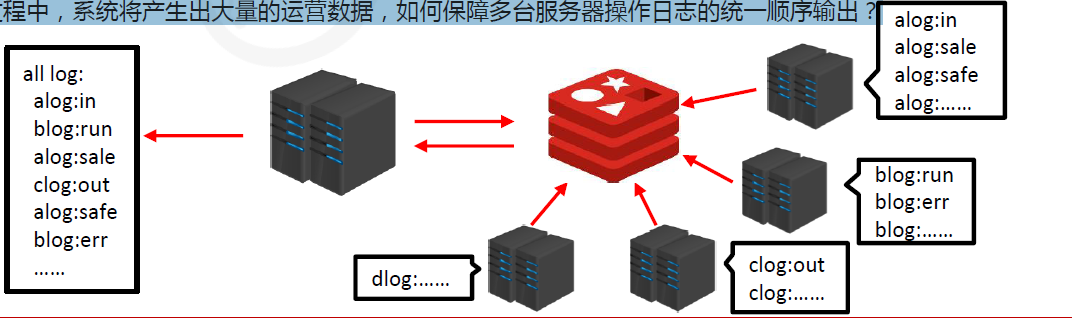 程中，系统将产生出大量的运营数据，如何保障多台服务器操作日志的统一顺序输出？
all log:
alog:in
blog:run
alog:sale
clog:out
alog:safe
blog:err
……
alog:in
alog:sale
alog:safe
alog:……
blog:run
blog:err
blog:……
clog:out
clog:……
dlog:……